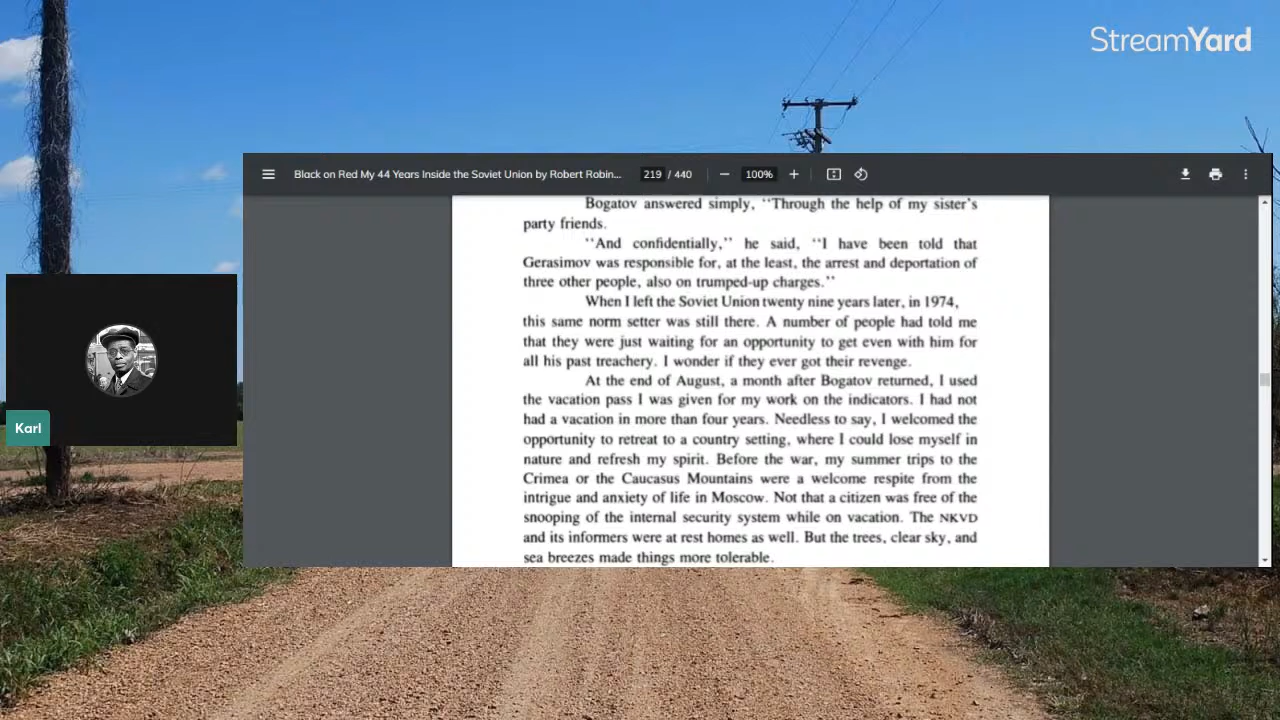 StreamYard
Black on Red My 44 Years Inside the Soviet Union by Robert Robin...
219 / 440
100%
Bogatov answered simply, ‘‘Through the help of my sister's
party friends.
‘‘And confidentially,’’ he said, ‘‘I have been told that
Gerasimov was responsible for, at the least, the arrest and deportation of
three other people, also on trumped-up charges.’’
When I left the Soviet Union twenty nine years later, in 1974,
this same norm setter was still there. A number of people had told me
that they were just waiting for an opportunity to get even with him for
all his past treachery. I wonder if they ever got their revenge.
At the end of August, a month after Bogatov returned, I used
the vacation pass I was given for my work on the indicators. I had not
had a vacation in more than four years. Needless to say, I welcomed the
opportunity to retreat to a country setting, where I could lose myself in
nature and refresh my spirit. Before the war, my summer trips to the
Crimea or the Caucasus Mountains were a welcome respite from the
intrigue and anxiety of life in Moscow. Not that a citizen was free of the
snooping of the internal security system while on vacation. The NKVD
and its informers were at rest homes as well. But the trees, clear sky, and
sea breezes made things more tolerable.
Karl